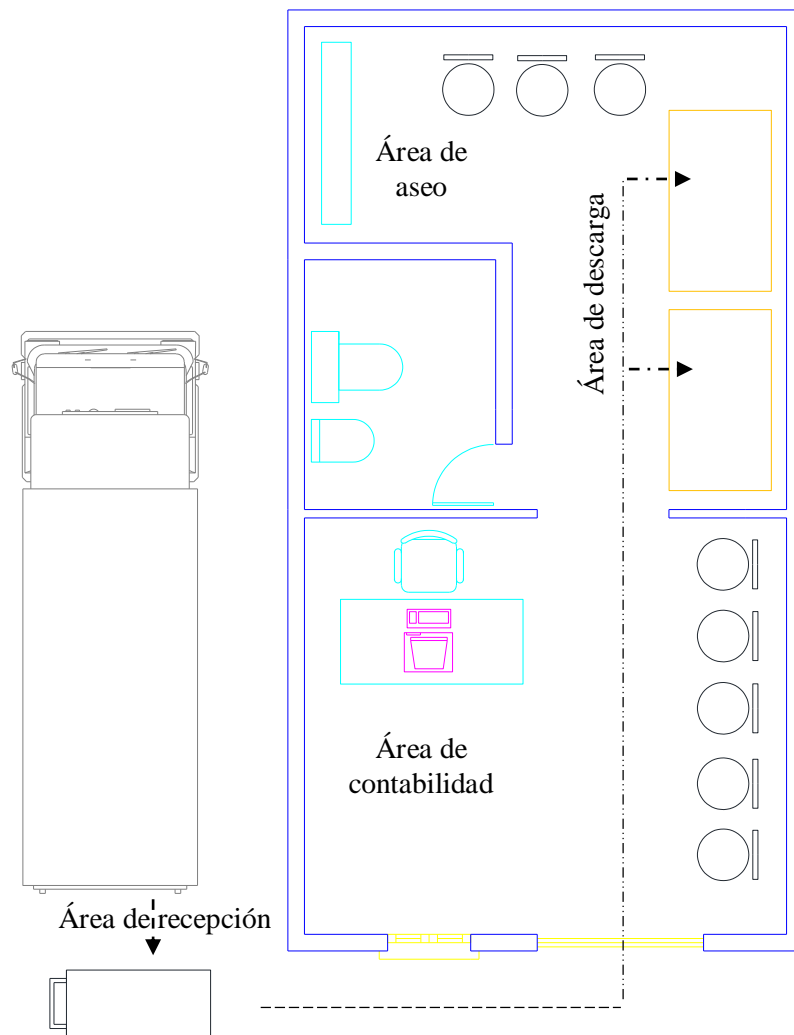 Área de
aseo
Área de descarga
Área de
contabilidad
Área de recepción